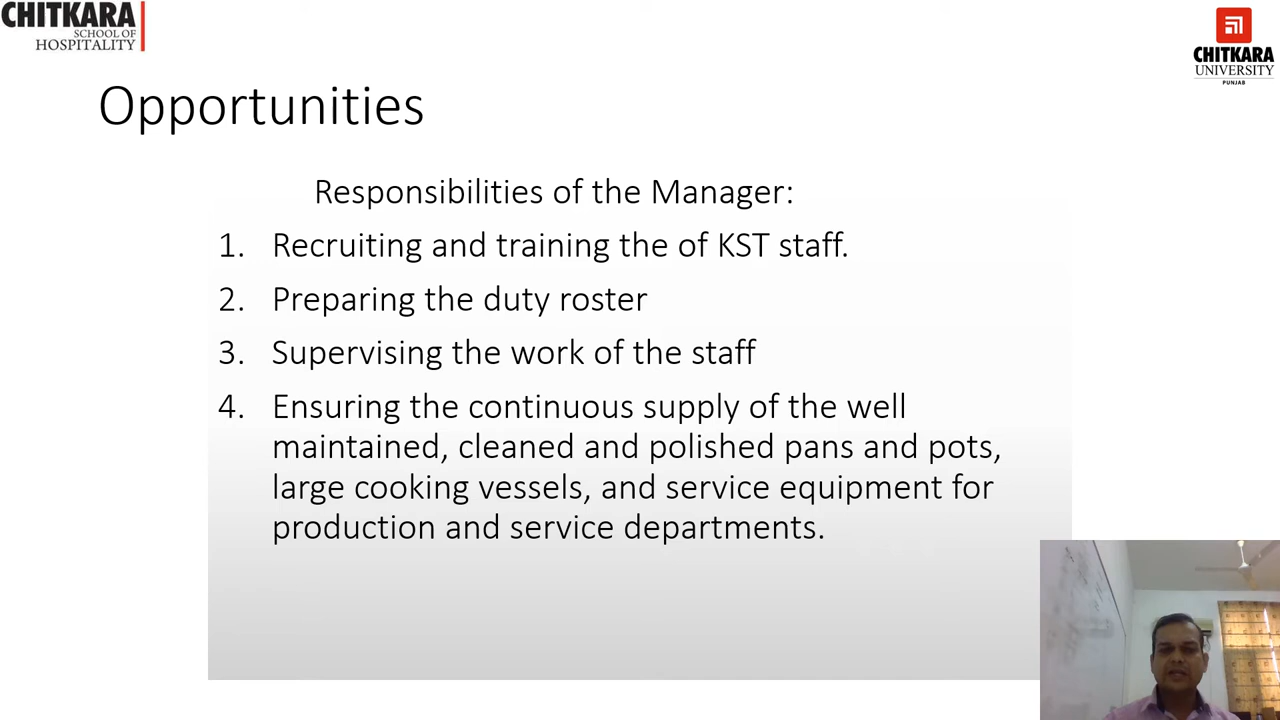 CHITKARA
SCHOOL OF
HOSPITALITY
CHITKARA
UNIVERSITY
PUNJAB
Opportunities
Responsibilities of the Manager:
1. Recruiting and training the of KST staff.
2. Preparing the duty roster
3. Supervising the work of the staff
4. Ensuring the continuous supply of the well
maintained, cleaned and polished pans and pots,
large cooking vessels, and service equipment for
production and service departments.